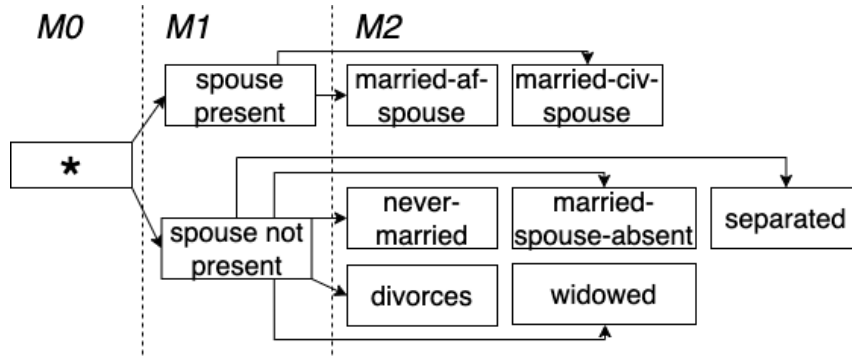 M0 M1 M2
spouse
present
married-af-
spouse
married-civ-
spouse
*
spouse not
present
never-
married
married-
spouse-absent
separated
divorces
widowed